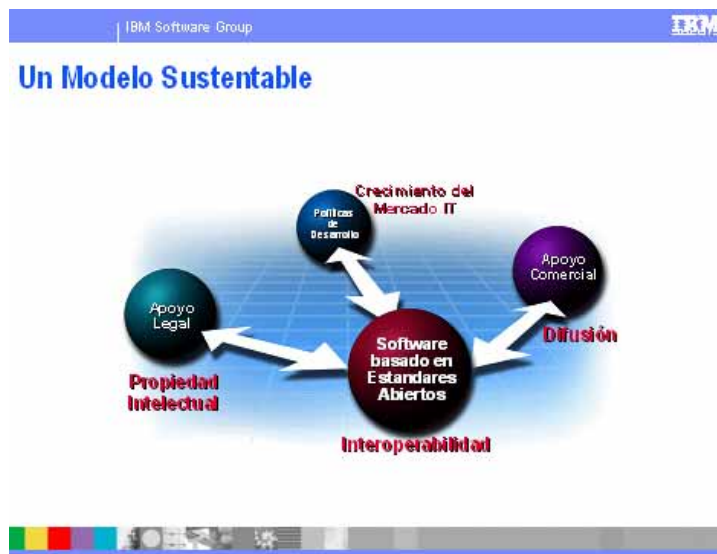 IBM Software Group
IBM
Un Modelo Sustentable
Crecimiento del
Mercado IT
Políticas
de
Desarrollo
Apoyo
Comercial
Apoyo
Legal
Difusión
Software
basado en
Estandares
Abiertos
Propiedad
Intelectual
Interoperabilidad